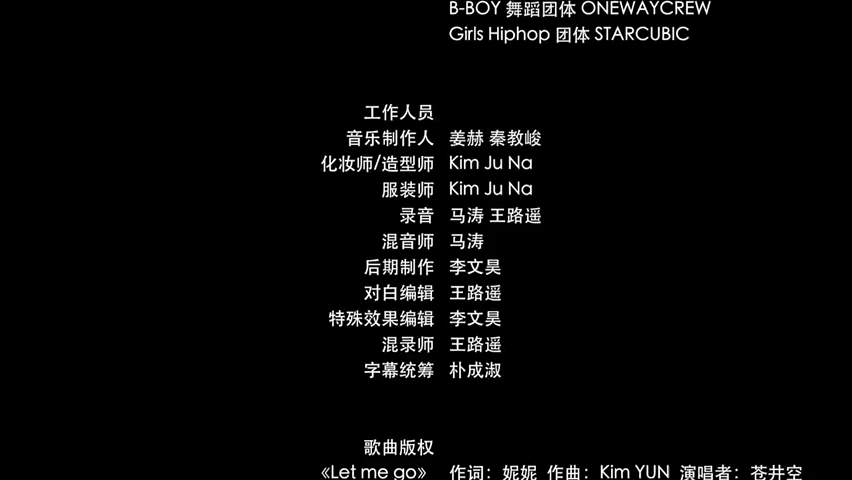 B-BOY 舞蹈团体 ONEWAYCREW
Girls Hiphop 团体 STARCUBIC
工作人员
音乐制作人 姜赫 秦教峻
化妆师/造型师 Kim Ju Na
服装师 Kim Ju Na
录音 马涛 王路遥
混音师 马涛
后期制作 李文昊
对白编辑 王路遥
特殊效果编辑 李文昊
混录师 王路遥
字幕统筹 朴成淑
歌曲版权
《Let me go》 作词：妮妮 作曲：Kim YUN 演唱者：苍井空